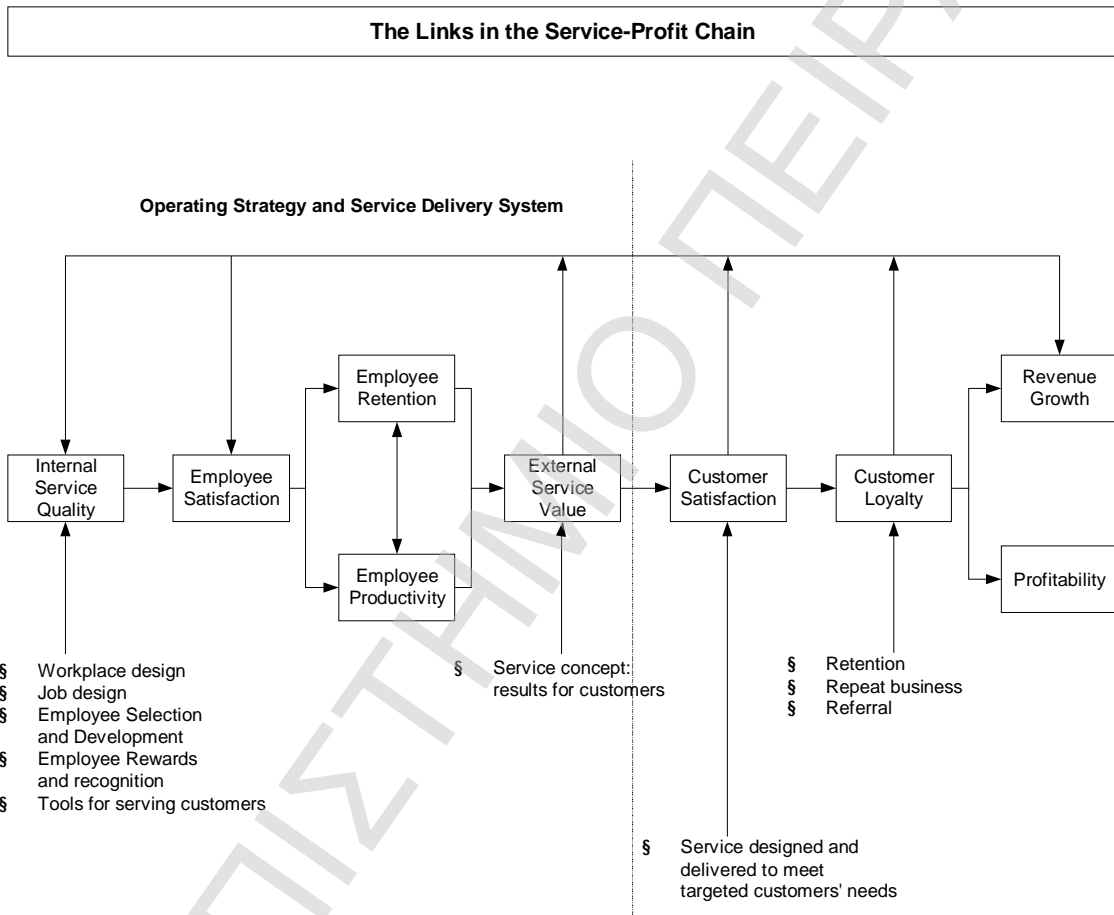 The Links in the Service-Profit Chain
Operating Strategy and Service Delivery System
Employee
Retention
Revenue
Growth
Internal
Service
Quality
Employee
Satisfaction
External
Service
Value
Customer
Satisfaction
Customer
Loyalty
Employee
Productivity
Profitability
§ Workplace design
§ Job design
§ Employee Selection
and Development
§ Employee Rewards
and recognition
§ Tools for serving customers
§ Service concept:
results for customers
§ Retention
§ Repeat business
§ Referral
§ Service designed and
delivered to meet
targeted customers' needs
ΠΙΣΤΗΜΙΟ ΠΕΙΡΑ